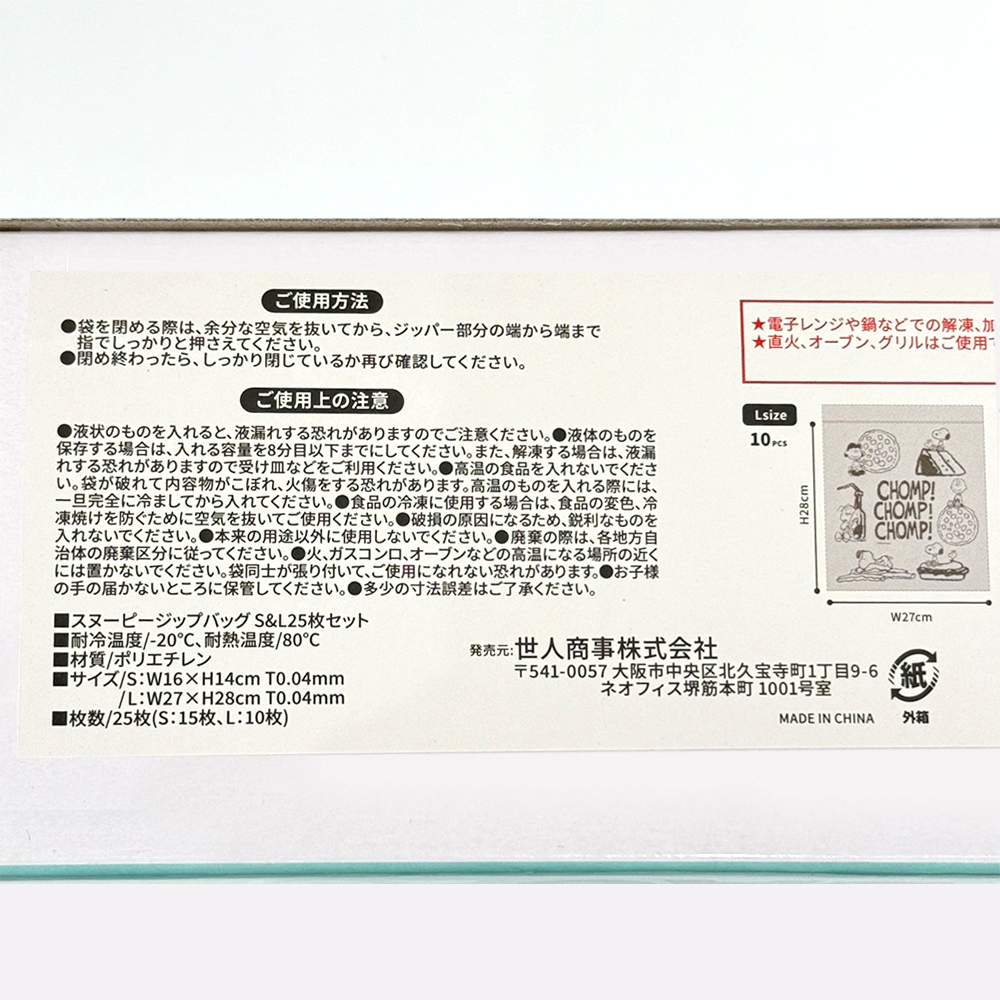 ご使用方法
●袋を閉める際は、余分な空気を抜いてから、ジッパー部分の端から端まで
指でしっかりと押さえてください。
●閉め終わったら、しっかり閉じているか再び確認してください。
ご使用上の注意
●液状のものを入れると、液漏れする恐れがありますのでご注意ください。●液体のものを
保存する場合は、入れる容量を8分目以下までにしてください。また、解凍する場合は、液漏
れする恐れがありますので受け皿などをご利用ください。●高温の食品を入れないでくださ
い。袋が破れて内容物がこぼれ、火傷をする恐れがあります。高温のものを入れる際には、
一旦完全に冷ましてから入れてください。●食品の冷凍に使用する場合は、食品の変色、冷
凍焼けを防ぐために空気を抜いてご使用ください。●破損の原因になるため、鋭利なものを
入れないでください。●本来の用途以外に使用しないでください。●廃棄の際は、各地方自
治体の廃棄区分に従ってください。●火、ガスコンロ、オーブンなどの高温になる場所の近く
には置かないでください。袋同士が張り付いて、ご使用になれない恐れがあります。●お子様
の手の届かないところに保管してください。●多少の寸法誤差はご了承ください。
■スヌーピージップバッグ S&L25枚セット
■耐冷温度/-20℃、耐熱温度/80℃
■材質/ポリエチレン
■サイズ/S:W16×H14cm T0.04mm
/L:W27×H28cm T0.04mm
■枚数/25枚(S:15枚、L:10枚)
発売元:世人商事株式会社
〒541-0057 大阪市中央区北久宝寺町1丁目9-6
ネオフィス堺筋本町 1001号室
MADE IN CHINA
紙
外箱
★電子レンジや鍋などでの解凍、加
★直火、オーブン、グリルはご使用で
Lsize
10PCS
H28cm
CHOMP!
CHOMP!
CHOMP!
W27cm